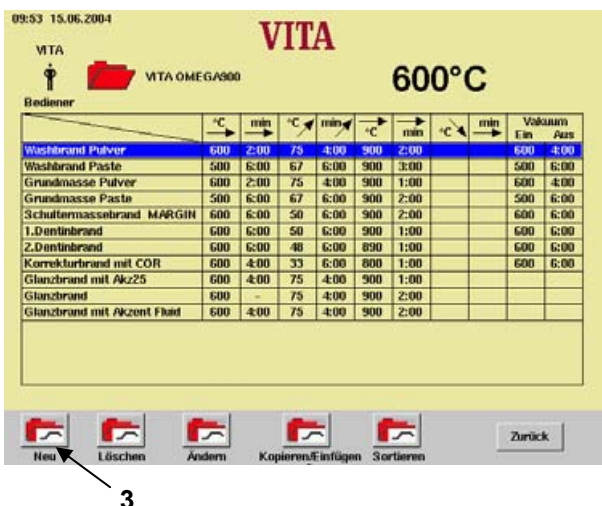 09:53 15.06.2004
VITA
VITA
VITA OMEGA900
600°C
Bediener
°C min °C min °C min °C min Vakuum
Ein Aus
Washbrand Pulver 600 2:00 75 4:00 900 2:00 600 4:00
Washbrand Paste 500 6:00 67 6:00 900 3:00 500 6:00
Grundmasse Pulver 600 2:00 75 4:00 900 1:00 600 4:00
Grundmasse Paste 500 6:00 67 6:00 900 2:00 500 6:00
Schultermassebrand MARGIN 600 6:00 50 6:00 900 2:00 600 6:00
1.Dentinbrand 600 6:00 50 6:00 900 1:00 600 6:00
2.Dentinbrand 600 6:00 48 6:00 890 1:00 600 6:00
Korrekturbrand mit COR 600 4:00 33 6:00 800 1:00 600 6:00
Glanzbrand mit Akz25 600 4:00 75 4:00 900 1:00
Glanzbrand 600 - 75 4:00 900 2:00
Glanzbrand mit Akzent Fluid 600 4:00 75 4:00 900 2:00
Neu Löschen Ändern Kopieren/Einfügen Sortieren Zurück
3